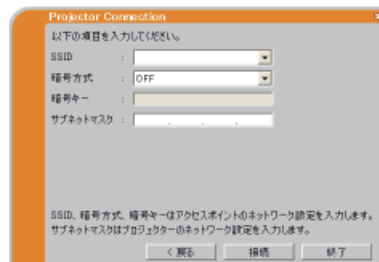 Projector Connection
以下の項目を入力してください。
SSID :
暗号方式 : OFF
暗号キー :
サブネットマスク : . . .
SSID、暗号方式、暗号キーはアクセスポイントのネットワーク設定を入力します。
サブネットマスクはプロジェクターのネットワーク設定を入力します。
< 戻る 接続 終了